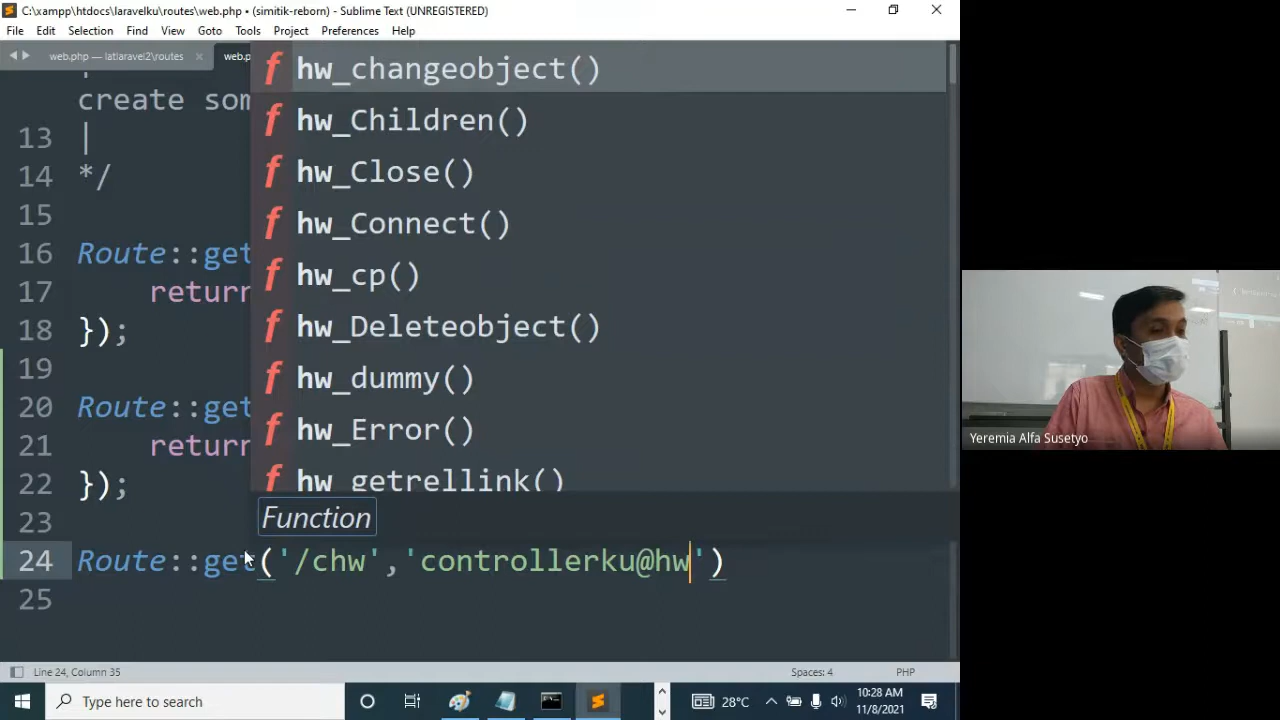 C:\xampp\htdocs\laravelku\routes\web.php • (simitik-reborn) - Sublime Text (UNREGISTERED)
File Edit Selection Find View Goto Tools Project Preferences Help
web.php — latlaravel2\routes × web.p
create som
13 |
14 */
15
16 Route::get
17 return
18 });
19
20 Route::get
21 return
22 });
23
24 Route::get('/chw','controllerku@hw')
25
f hw_changeobject()
f hw_Children()
f hw_Close()
f hw_Connect()
f hw_cp()
f hw_Deleteobject()
f hw_dummy()
f hw_Error()
f hw_getrellink()
Function
Yeremia Alfa Susetyo
Line 24, Column 35 Spaces: 4 PHP
Type here to search 28°C 10:28 AM
11/8/2021